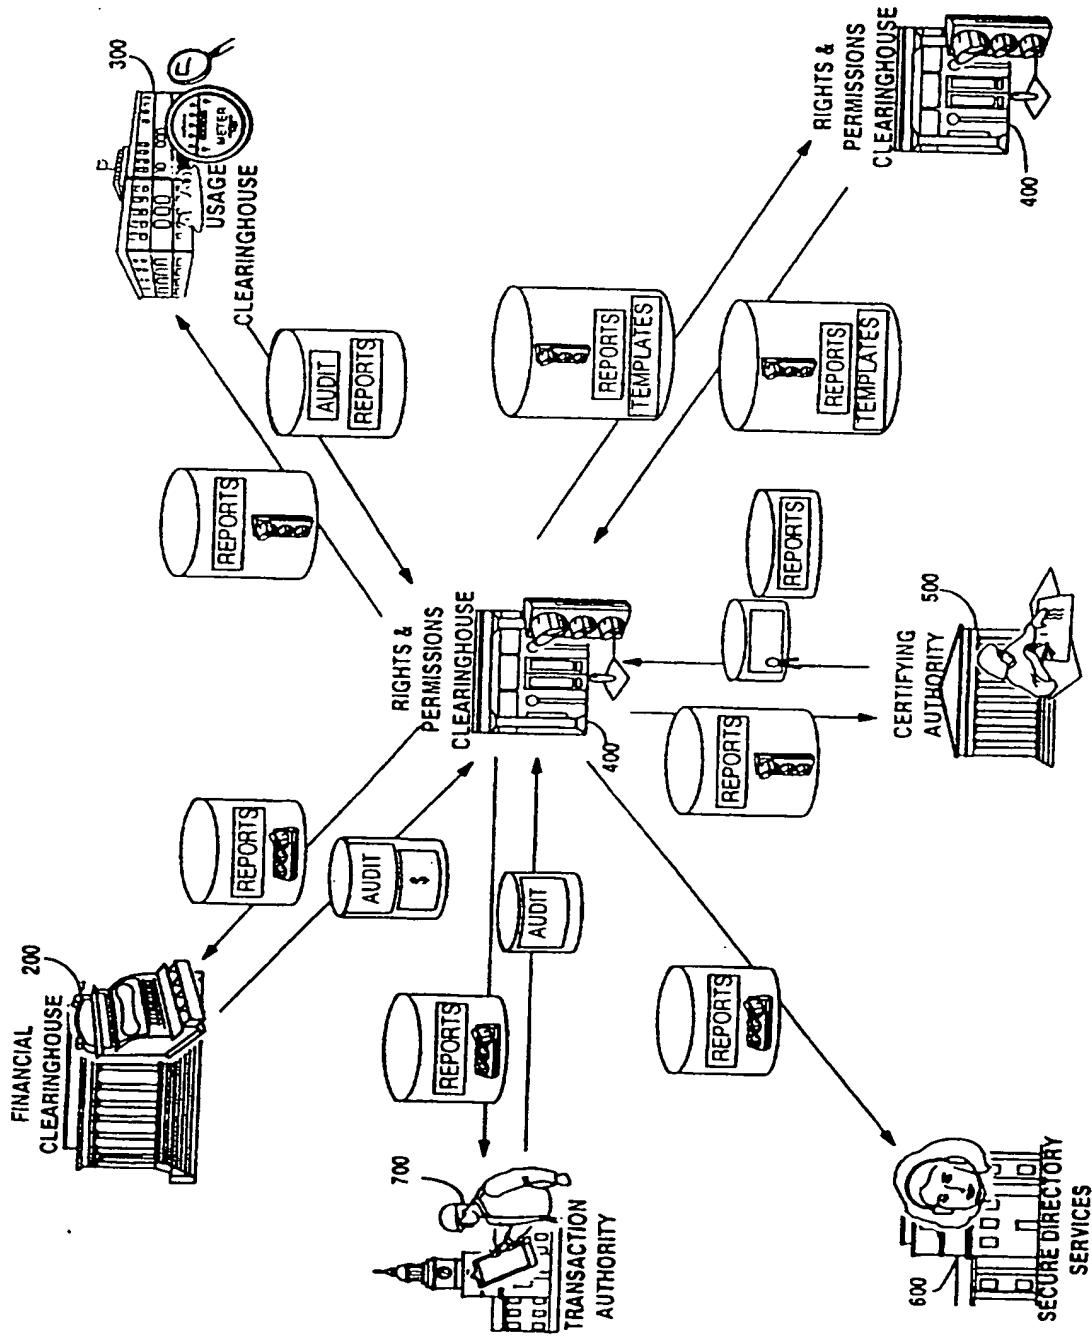 FINANCIAL
CLEARINGHOUSE
200
300
METER
USAGE
CLEARINGHOUSE
REPORTS
REPORTS
AUDIT
REPORTS
AUDIT
$
700
TRANSACTION
AUTHORITY
REPORTS
AUDIT
RIGHTS &
PERMISSIONS
CLEARINGHOUSE
400
REPORTS
TEMPLATES
REPORTS
TEMPLATES
RIGHTS &
PERMISSIONS
CLEARINGHOUSE
400
REPORTS
REPORTS
REPORTS
600
SECURE DIRECTORY
SERVICES
CERTIFYING
AUTHORITY
500